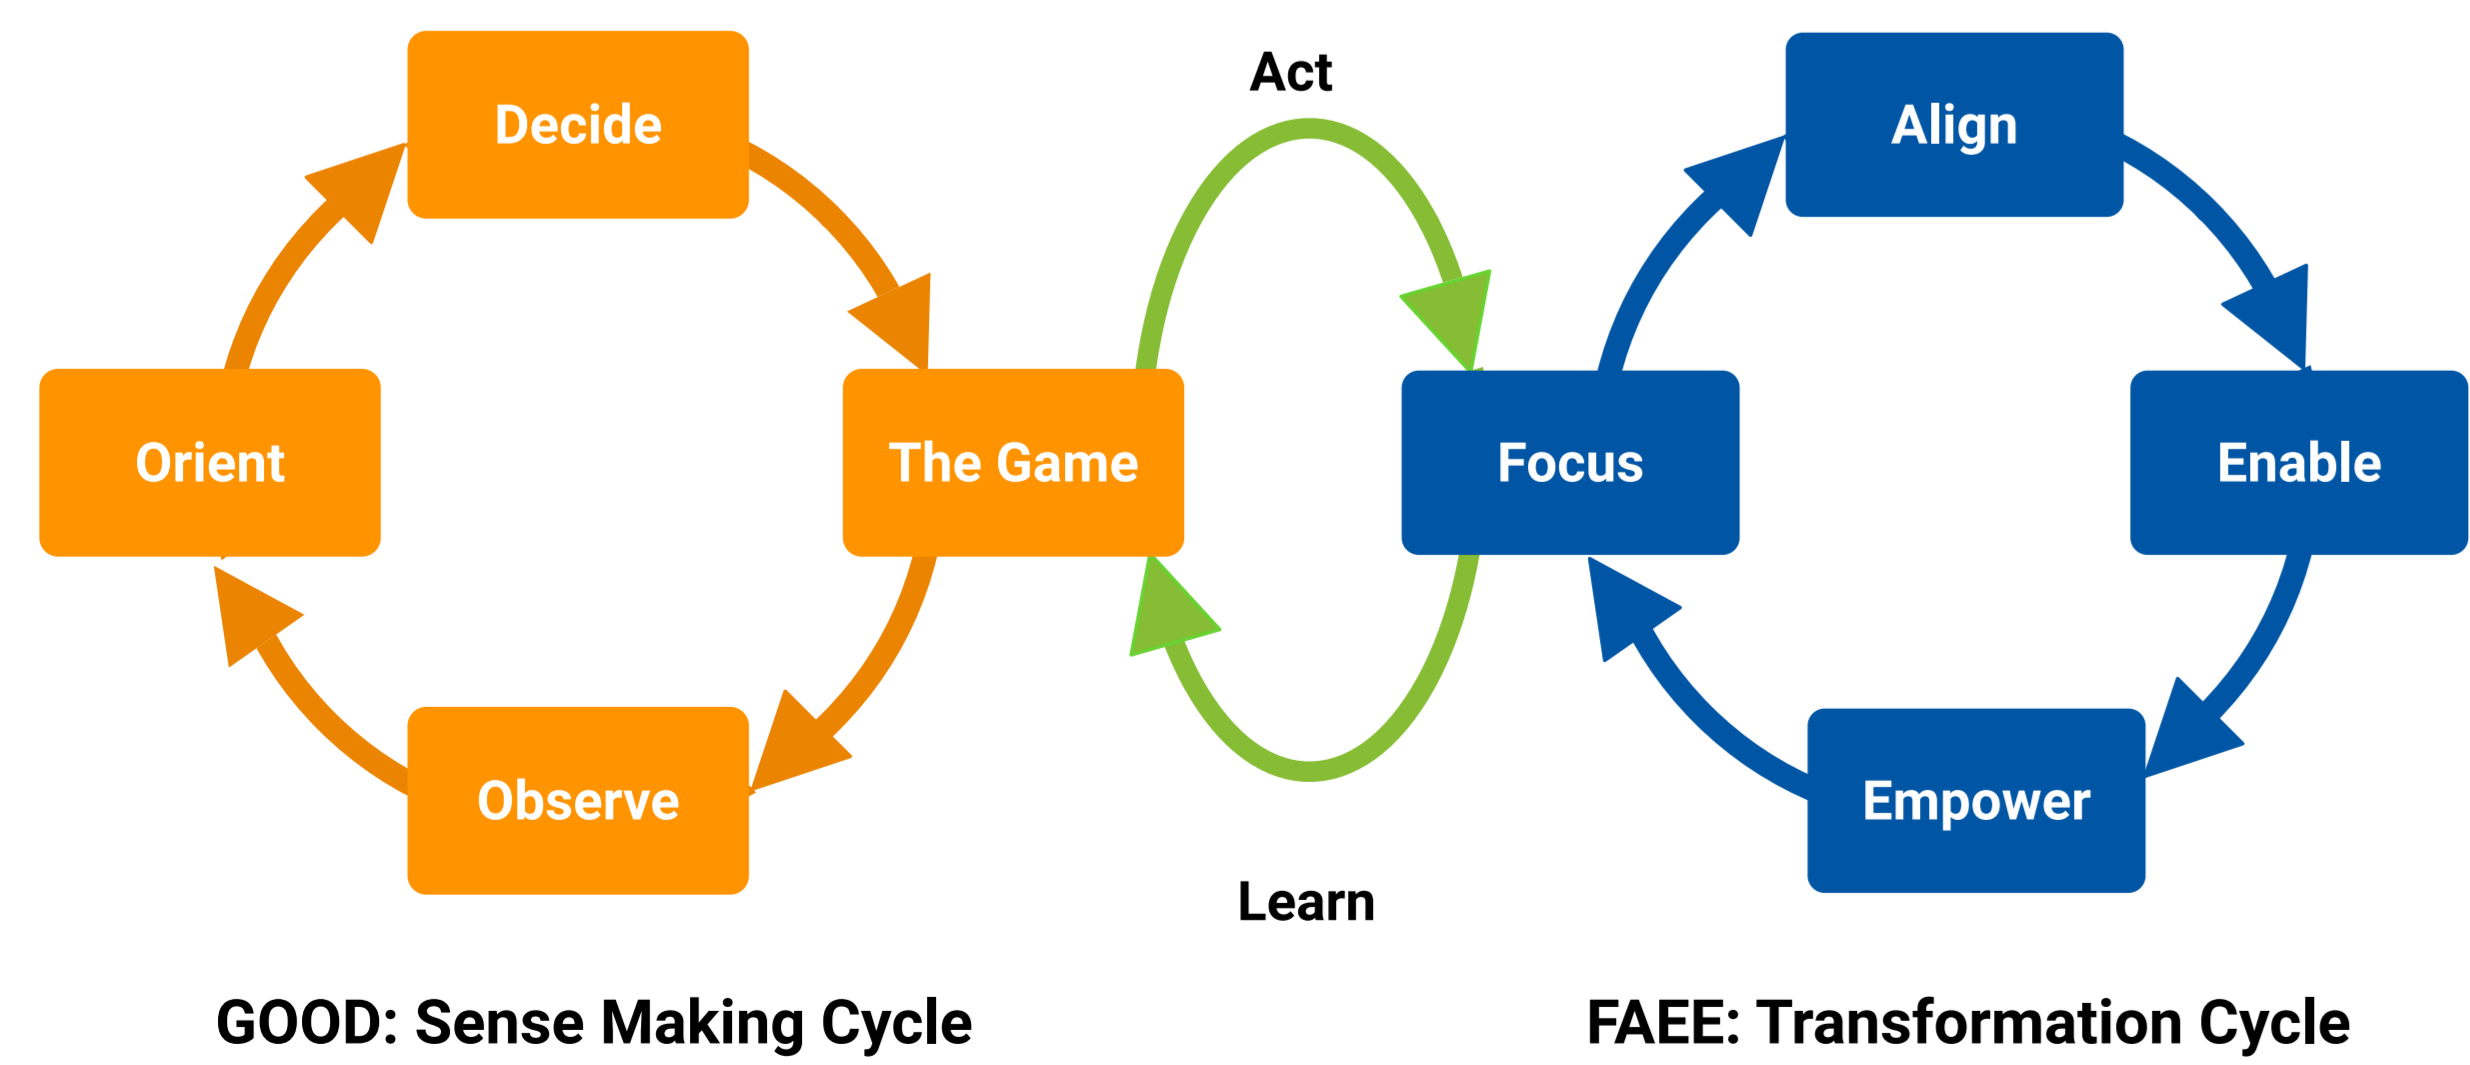 Decide
Act
Align
Orient
The Game
Focus
Enable
Observe
Empower
Learn
GOOD: Sense Making Cycle
FAEE: Transformation Cycle